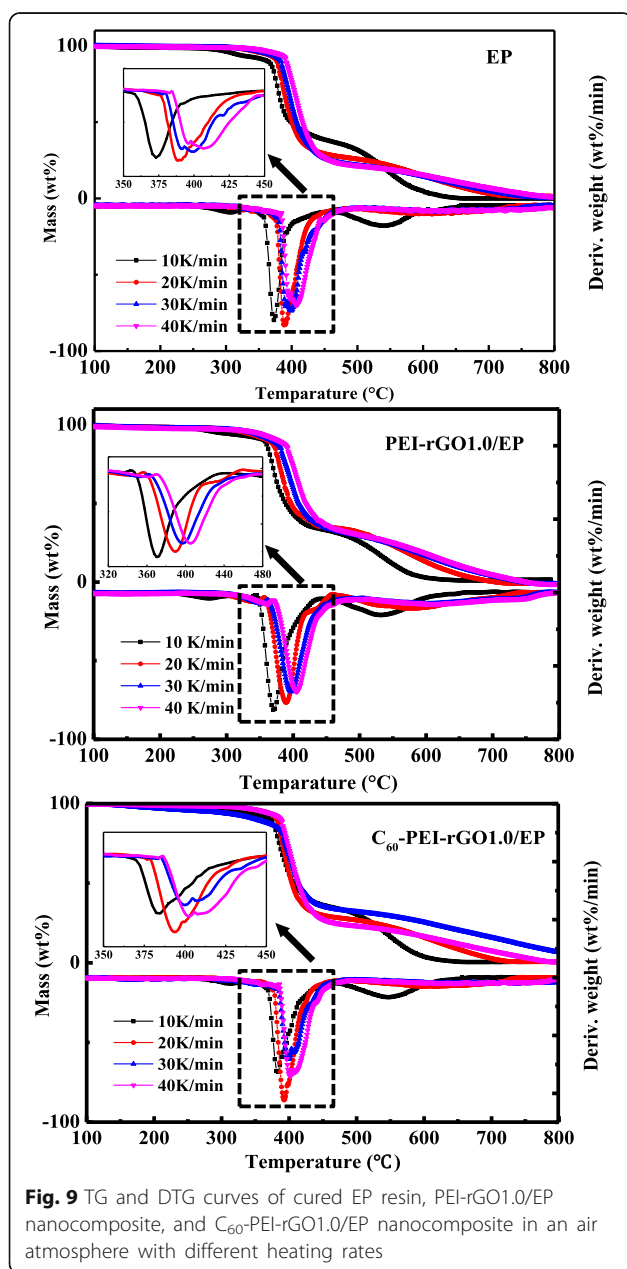 100
EP
Mass (wt%)
0
-100
350 375 400 425 450
10K/min
20K/min
30K/min
40K/min
Deriv. weight (wt%/min)
100 200 300 400 500 600 700 800
Temparature (°C)
100
PEI-rGO1.0/EP
Mass (wt%)
0
-100
320 360 400 440 480
10 K/min
20 K/min
30 K/min
40 K/min
Deriv. weight (wt%/min)
100 200 300 400 500 600 700 800
Temparature (°C)
100
C₆₀-PEI-rGO1.0/EP
Mass (wt%)
0
-100
350 375 400 425 450
10K/min
20K/min
30K/min
40K/min
Deriv. weight (wt%/min)
100 200 300 400 500 600 700 800
Temperature (℃)
Fig. 9 TG and DTG curves of cured EP resin, PEI-rGO1.0/EP
nanocomposite, and C₆₀-PEI-rGO1.0/EP nanocomposite in an air
atmosphere with different heating rates